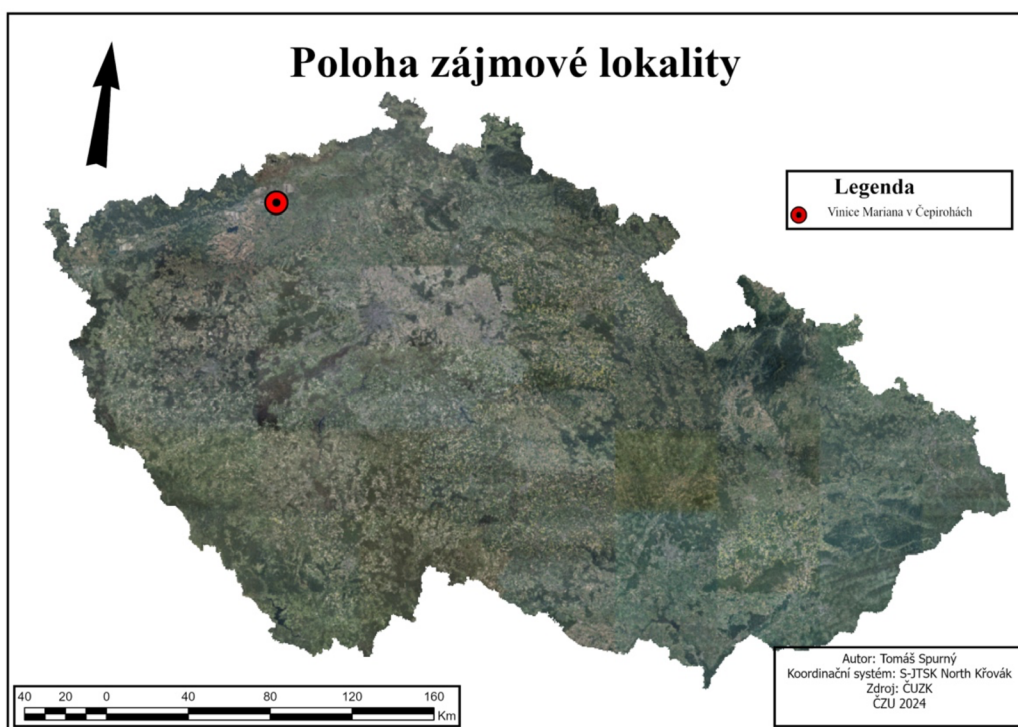 Poloha zájmové lokality
Legenda
Vinice Mariana v Čepirohách
40 20 0 40 80 120 160
Km
Autor: Tomáš Spurný
Koordinační systém: S-JTSK North Křovák
Zdroj: ČUZK
ČZU 2024